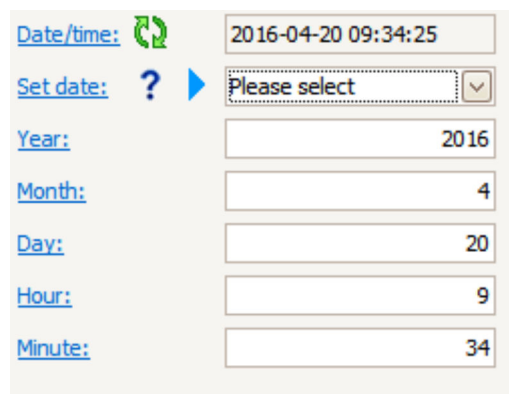 Date/time: 2016-04-20 09:34:25
Set date: ? Please select
Year: 2016
Month: 4
Day: 20
Hour: 9
Minute: 34